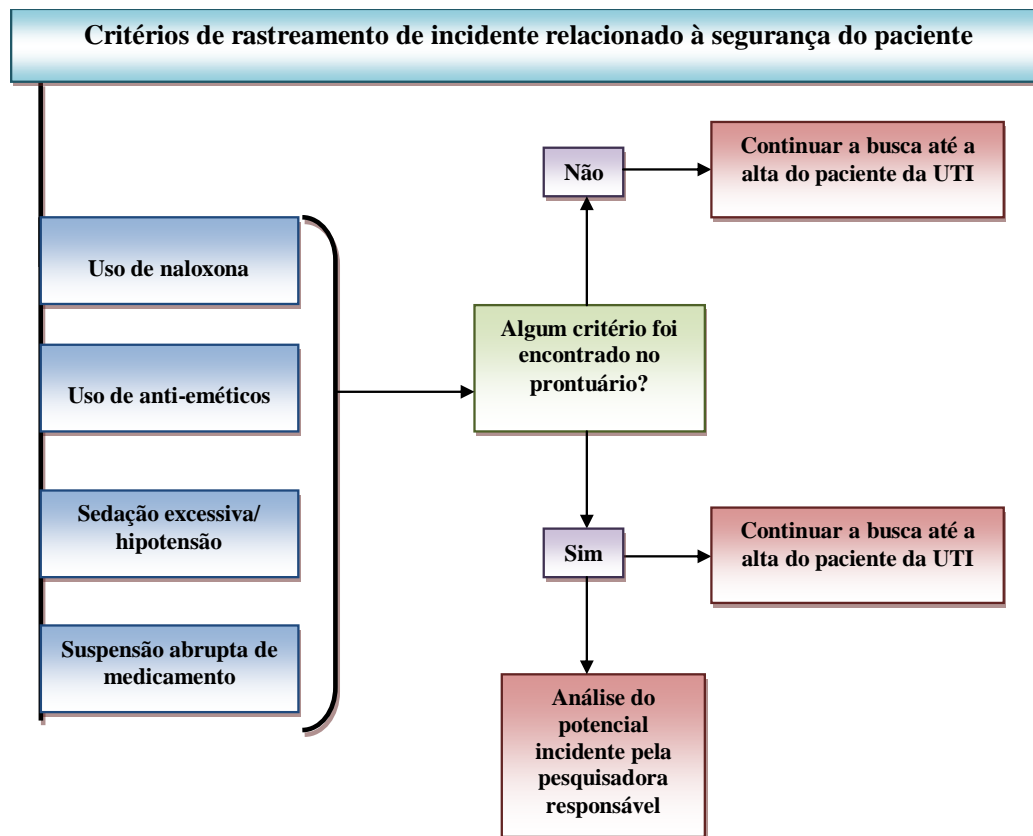 Critérios de rastreamento de incidente relacionado à segurança do paciente
Uso de naloxona
Uso de anti-eméticos
Sedação excessiva/
hipotensão
Suspensão abrupta de
medicamento
Algum critério foi
encontrado no
prontuário?
Não
Continuar a busca até a
alta do paciente da UTI
Sim
Continuar a busca até a
alta do paciente da UTI
Análise do
potencial
incidente pela
pesquisadora
responsável